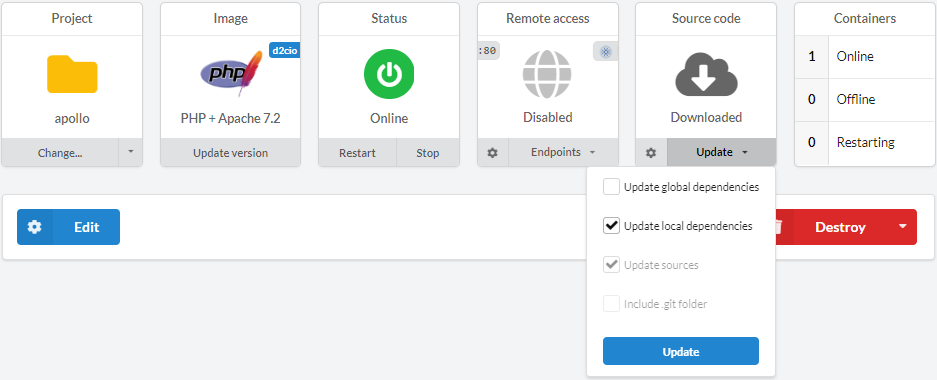 Project
Image
Status
Remote access
Source code
Containers
d2cio
:80
php
1 Online
0 Offline
0 Restarting
apollo
PHP + Apache 7.2
Online
Disabled
Downloaded
Change...
Update version
Restart
Stop
Endpoints
Update
Update global dependencies
Update local dependencies
Update sources
Include .git folder
Update
Edit
Destroy